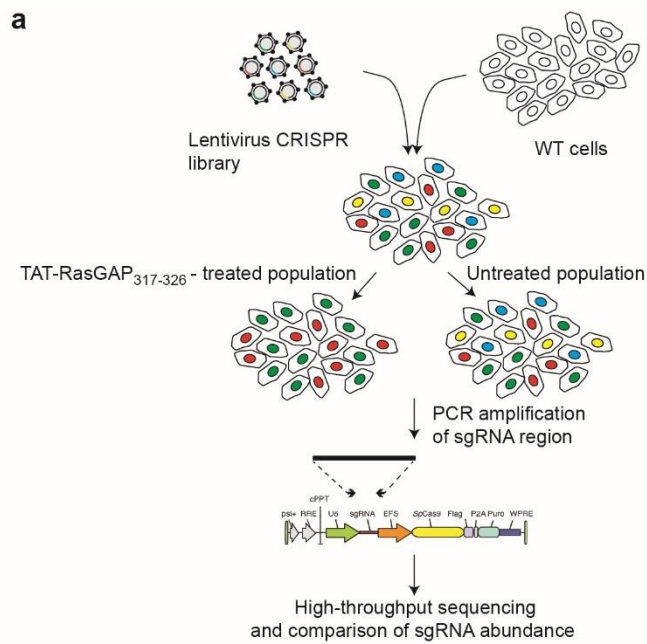 a
Lentivirus CRISPR
library
WT cells
TAT-RasGAP317-326 - treated population
Untreated population
PCR amplification
of sgRNA region
cPPT
psi+ RRE U6 sgRNA EFS SpCas9 Flag P2A Puro WPRE
High-throughput sequencing
and comparison of sgRNA abundance